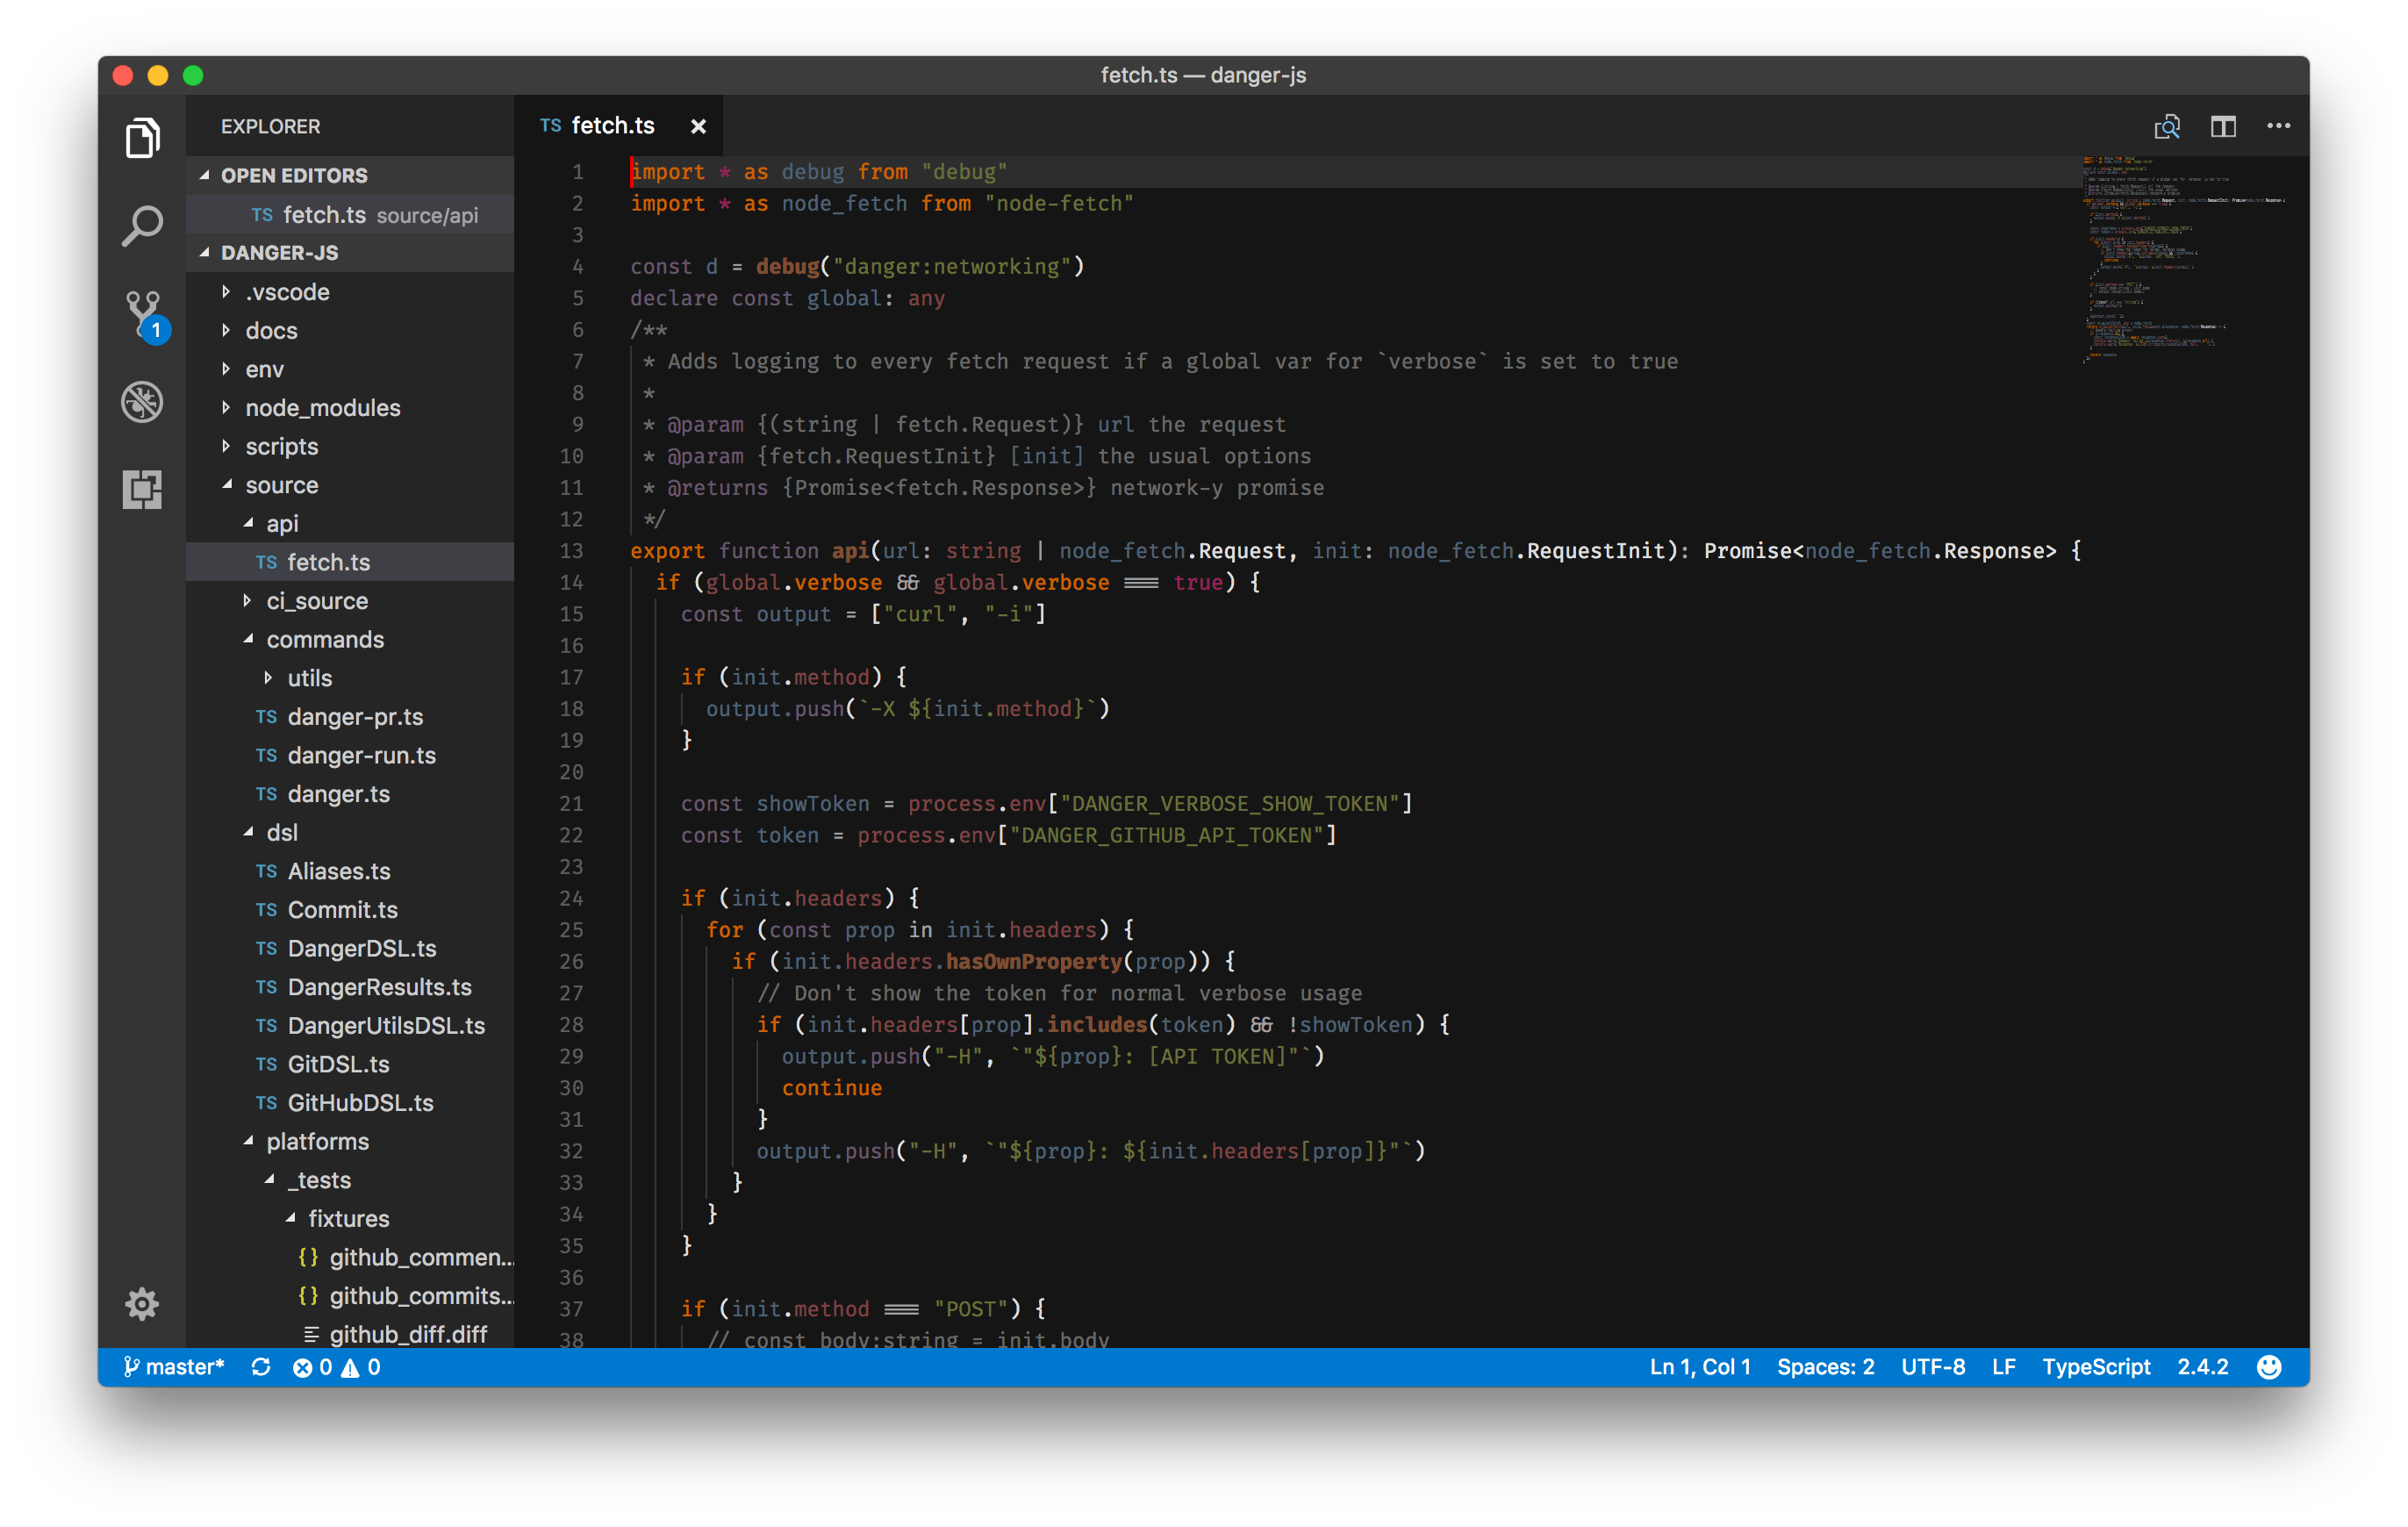 fetch.ts — danger-js
EXPLORER
OPEN EDITORS
TS fetch.ts source/api
DANGER-JS
.vscode
docs
env
node_modules
scripts
source
api
TS fetch.ts
ci_source
commands
utils
TS danger-pr.ts
TS danger-run.ts
TS danger.ts
dsl
TS Aliases.ts
TS Commit.ts
TS DangerDSL.ts
TS DangerResults.ts
TS DangerUtilsDSL.ts
TS GitDSL.ts
TS GitHubDSL.ts
platforms
_tests
fixtures
{} github_commen...
{} github_commits...
github_diff.diff
1
TS fetch.ts ×
1 import * as debug from "debug"
2 import * as node_fetch from "node-fetch"
3
4 const d = debug("danger:networking")
5 declare const global: any
6 /**
7 * Adds logging to every fetch request if a global var for `verbose` is set to true
8 *
9 * @param {(string | fetch.Request)} url the request
10 * @param {fetch.RequestInit} [init] the usual options
11 * @returns {Promise<fetch.Response>} network-y promise
12 */
13 export function api(url: string | node_fetch.Request, init: node_fetch.RequestInit): Promise<node_fetch.Response> {
14 if (global.verbose && global.verbose === true) {
15 const output = ["curl", "-i"]
16
17 if (init.method) {
18 output.push(`-X ${init.method}`)
19 }
20
21 const showToken = process.env["DANGER_VERBOSE_SHOW_TOKEN"]
22 const token = process.env["DANGER_GITHUB_API_TOKEN"]
23
24 if (init.headers) {
25 for (const prop in init.headers) {
26 if (init.headers.hasOwnProperty(prop)) {
27 // Don't show the token for normal verbose usage
28 if (init.headers[prop].includes(token) && !showToken) {
29 output.push("-H", `"${prop}: [API TOKEN]"`)
30 continue
31 }
32 output.push("-H", `"${prop}: ${init.headers[prop]}"`)
33 }
34 }
35 }
36
37 if (init.method === "POST") {
38 // const body:string = init.body
master* 0 0
Ln 1, Col 1 Spaces: 2 UTF-8 LF TypeScript 2.4.2